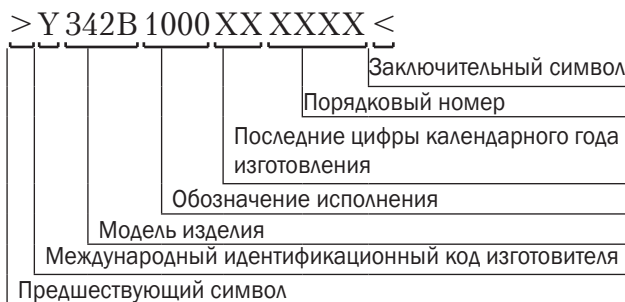 > Y 342B 1000 XX XXXX <
Заключительный символ
Порядковый номер
Последние цифры календарного года
изготовления
Обозначение исполнения
Модель изделия
Международный идентификационный код изготовителя
Предшествующий символ